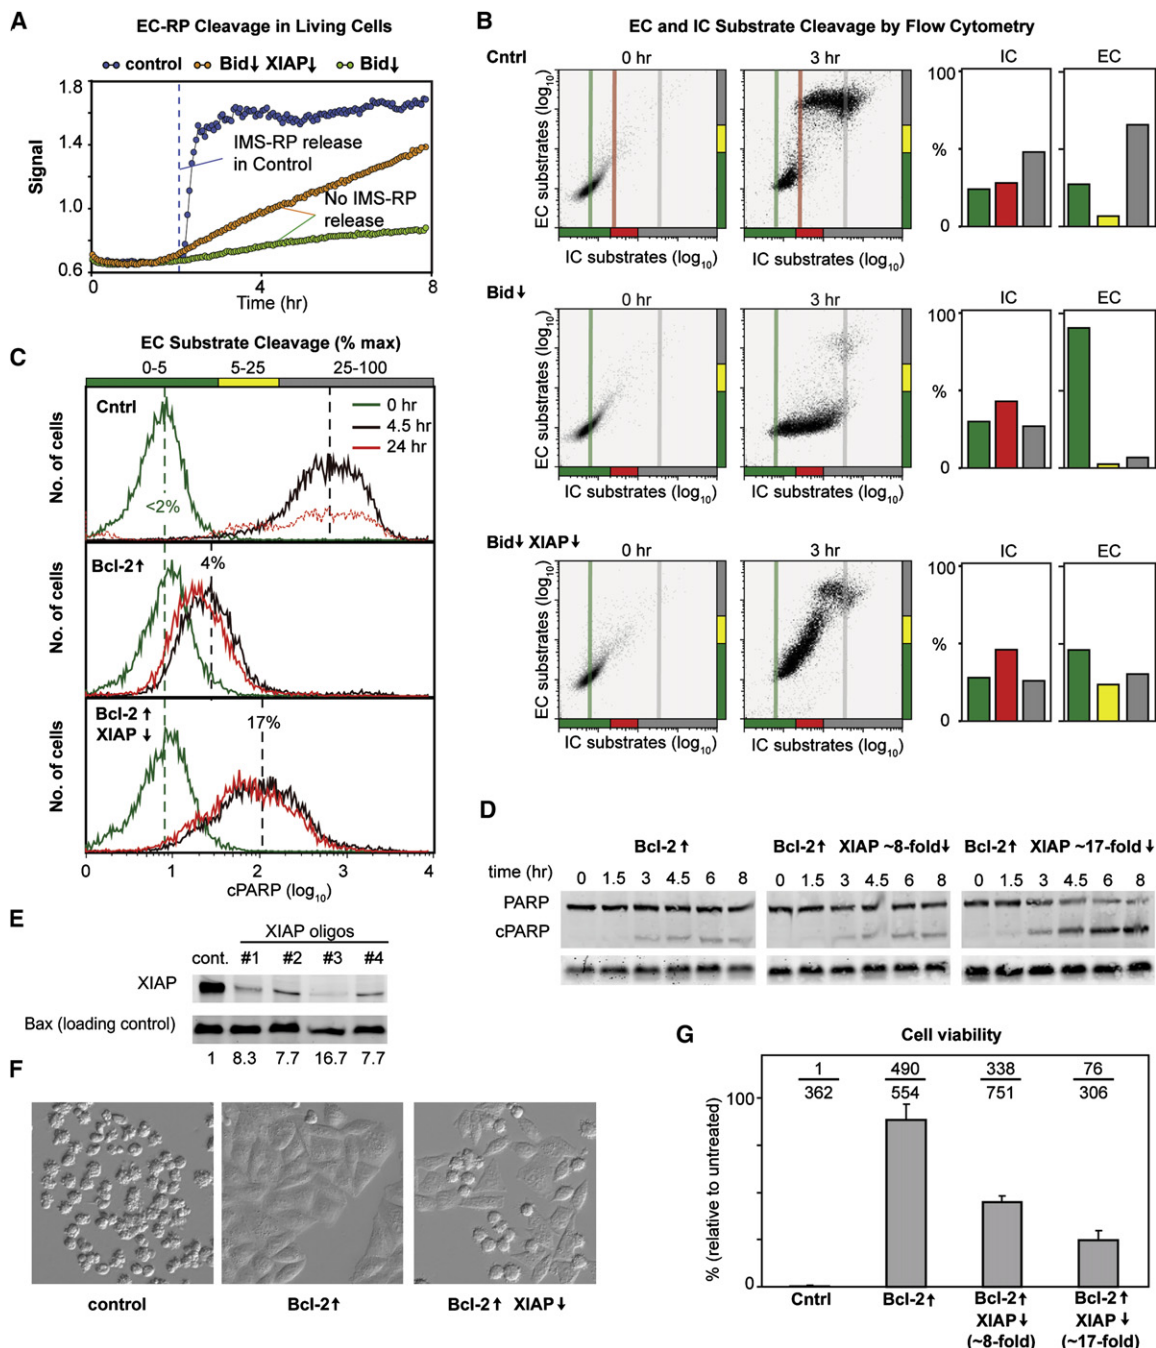 A
EC-RP Cleavage in Living Cells
control Bid↓ XIAP↓ Bid↓
1.8
1.4
1.0
0.6
Signal
IMS-RP release
in Control
No IMS-RP
release
0 4 8
Time (hr)
B
EC and IC Substrate Cleavage by Flow Cytometry
Cntrl
0 hr 3 hr IC EC
EC substrates (log10)
EC substrates (log10)
100
%
0
IC substrates (log10) IC substrates (log10)
Bid↓
0 hr 3 hr IC EC
EC substrates (log10)
EC substrates (log10)
100
%
0
IC substrates (log10) IC substrates (log10)
Bid↓ XIAP↓
0 hr 3 hr IC EC
EC substrates (log10)
EC substrates (log10)
100
%
0
IC substrates (log10) IC substrates (log10)
C
EC Substrate Cleavage (% max)
0-5 5-25 25-100
Cntrl
0 hr
4.5 hr
24 hr
<2%
No. of cells
Bcl-2↑
4%
No. of cells
Bcl-2↑
XIAP↓
17%
No. of cells
0 1 2 3 4
cPARP (log10)
D
Bcl-2↑ Bcl-2↑ XIAP ~8-fold↓ Bcl-2↑ XIAP ~17-fold↓
time (hr) 0 1.5 3 4.5 6 8 0 1.5 3 4.5 6 8 0 1.5 3 4.5 6 8
PARP
cPARP
E
XIAP oligos
cont. #1 #2 #3 #4
XIAP
Bax (loading control)
1 8.3 7.7 16.7 7.7
F
control Bcl-2↑ Bcl-2↑ XIAP↓
G
Cell viability
1 490 338 76
362 554 751 306
100
0
% (relative to untreated)
Cntrl Bcl-2↑ Bcl-2↑ Bcl-2↑
XIAP↓ XIAP↓
(~8-fold) (~17-fold)